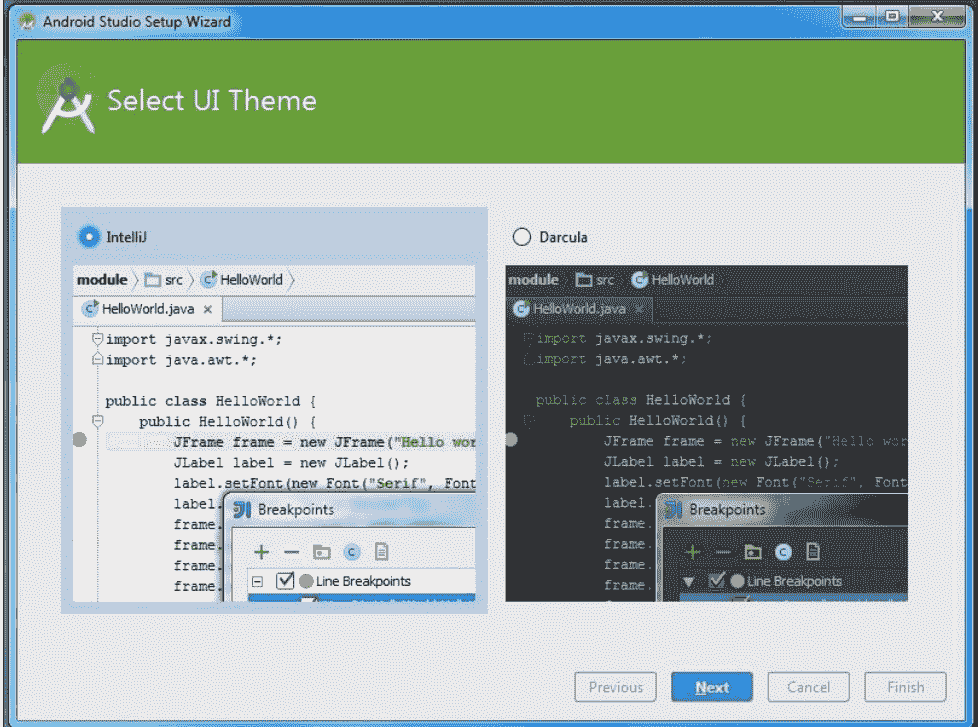 Android Studio Setup Wizard
Select UI Theme
IntelliJ
module src HelloWorld
HelloWorld.java ×
import javax.swing.*;
import java.awt.*;
public class HelloWorld {
public HelloWorld() {
JFrame frame = new JFrame("Hello wor
JLabel label = new JLabel();
label.setFont(new Font("Serif", Font
label.
frame.
frame.
frame.
frame.
Breakpoints
Line Breakpoints
Darcula
module src HelloWorld
HelloWorld.java ×
import javax.swing.*;
import java.awt.*;
public class HelloWorld {
public HelloWorld() {
JFrame frame = new JFrame("Hello wor
JLabel label = new JLabel();
label.setFont(new Font("Serif", Font
label.
frame.
frame.
frame.
frame.
Breakpoints
Line Breakpoints
Previous Next Cancel Finish